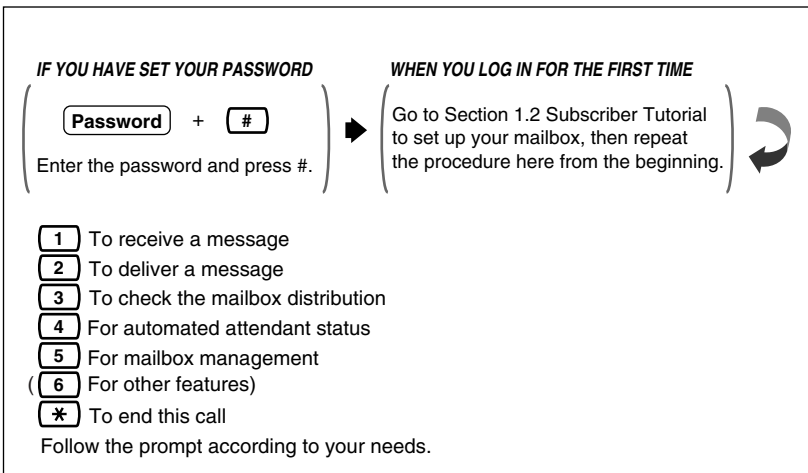 IF YOU HAVE SET YOUR PASSWORD
Password + #
Enter the password and press #.
WHEN YOU LOG IN FOR THE FIRST TIME
Go to Section 1.2 Subscriber Tutorial
to set up your mailbox, then repeat
the procedure here from the beginning.
1 To receive a message
2 To deliver a message
3 To check the mailbox distribution
4 For automated attendant status
5 For mailbox management
(6 For other features)
* To end this call
Follow the prompt according to your needs.